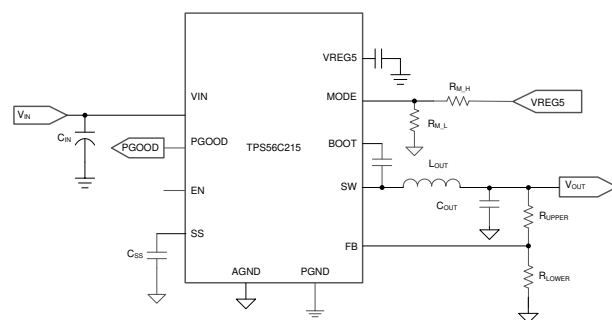 VREG5
VIN
MODE
R_M_H
VREG5
V_IN
C_IN
R_M_L
PGOOD
PGOOD
TPS56C215
BOOT
L_OUT
EN
SW
V_OUT
C_OUT
R_UPPER
SS
FB
C_SS
R_LOWER
AGND
PGND